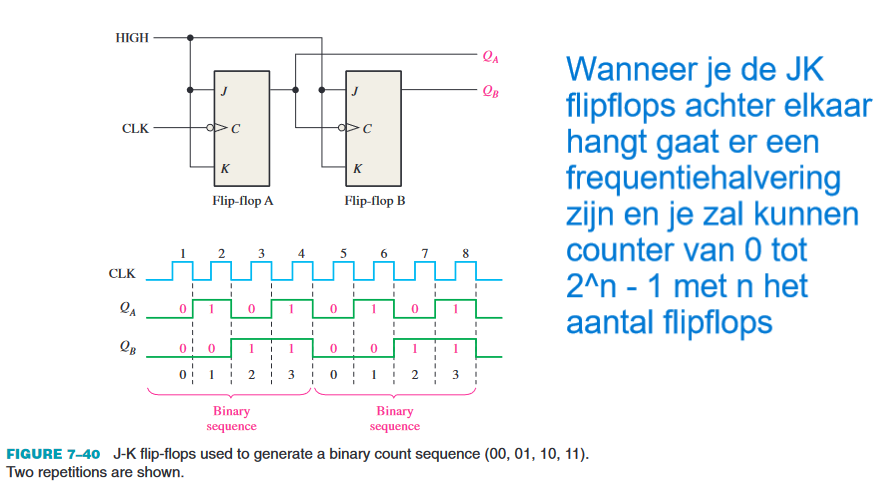 HIGH
Q_A
Q_B
J
J
CLK
C
C
K
K
Flip-flop A
Flip-flop B
Wanneer je de JK
flipflops achter elkaar
hangt gaat er een
frequentiehalvering
zijn en je zal kunnen
counter van 0 tot
2^n - 1 met n het
aantal flipflops
1 2 3 4 5 6 7 8
CLK
Q_A 0 1 0 1 0 1 0 1
Q_B 0 0 1 1 0 0 1 1
0 1 2 3 0 1 2 3
Binary
sequence
Binary
sequence
FIGURE 7–40 J-K flip-flops used to generate a binary count sequence (00, 01, 10, 11).
Two repetitions are shown.